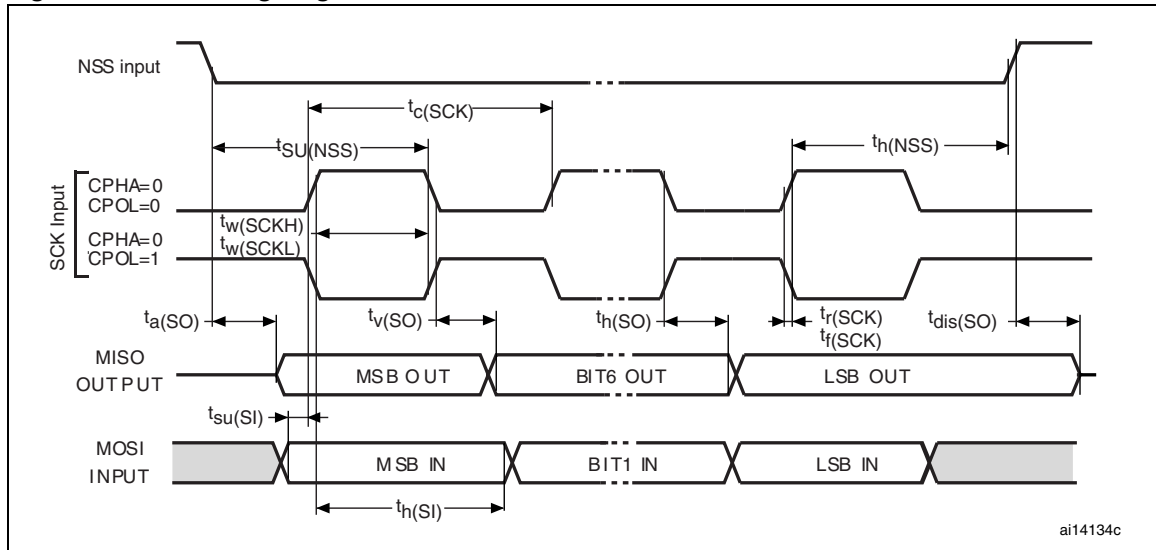 NSS input
tc(SCK)
tSU(NSS)
th(NSS)
SCK Input
CPHA=0
CPOL=0
tw(SCKH)
CPHA=0
tw(SCKL)
CPOL=1
ta(SO)
tv(SO)
th(SO)
tr(SCK)
tf(SCK)
tdis(SO)
MISO
OUTPUT
MSB OUT
BIT6 OUT
LSB OUT
tsu(SI)
MOSI
INPUT
MSB IN
BIT1 IN
LSB IN
th(SI)
ai14134c